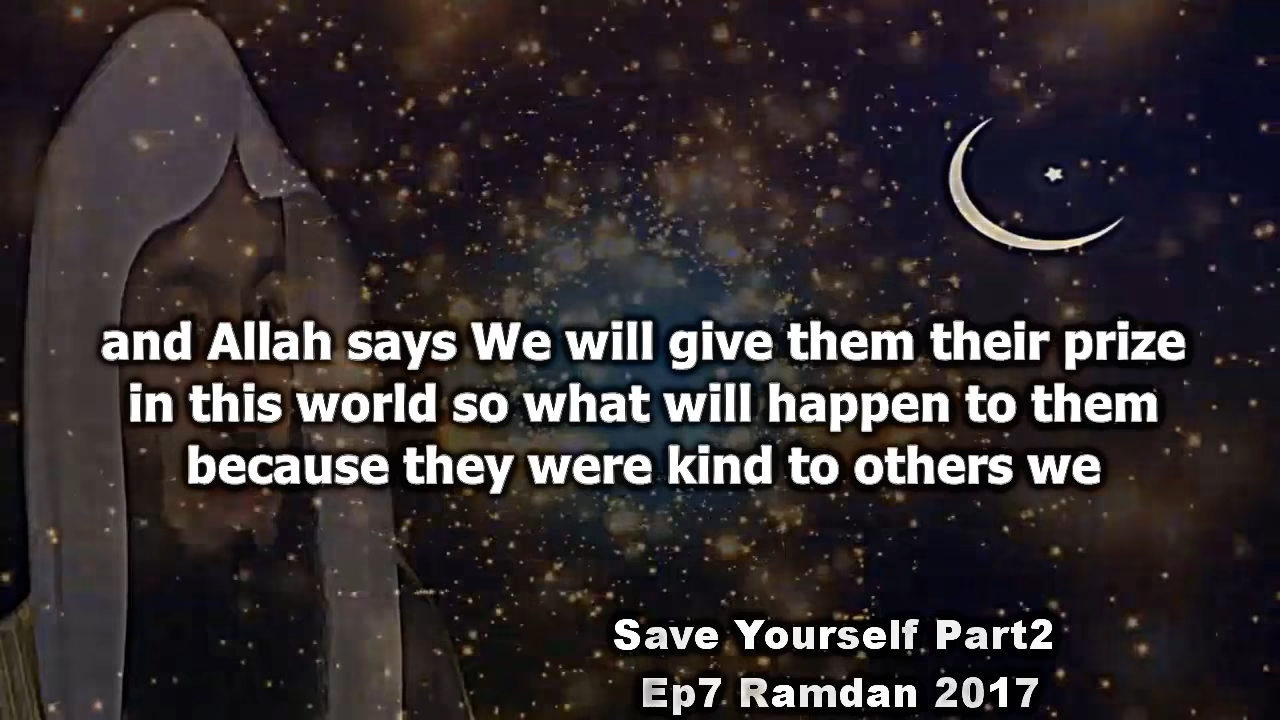 and Allah says We will give them their prize
in this world so what will happen to them
because they were kind to others we
Save Yourself Part2
Ep7 Ramdan 2017